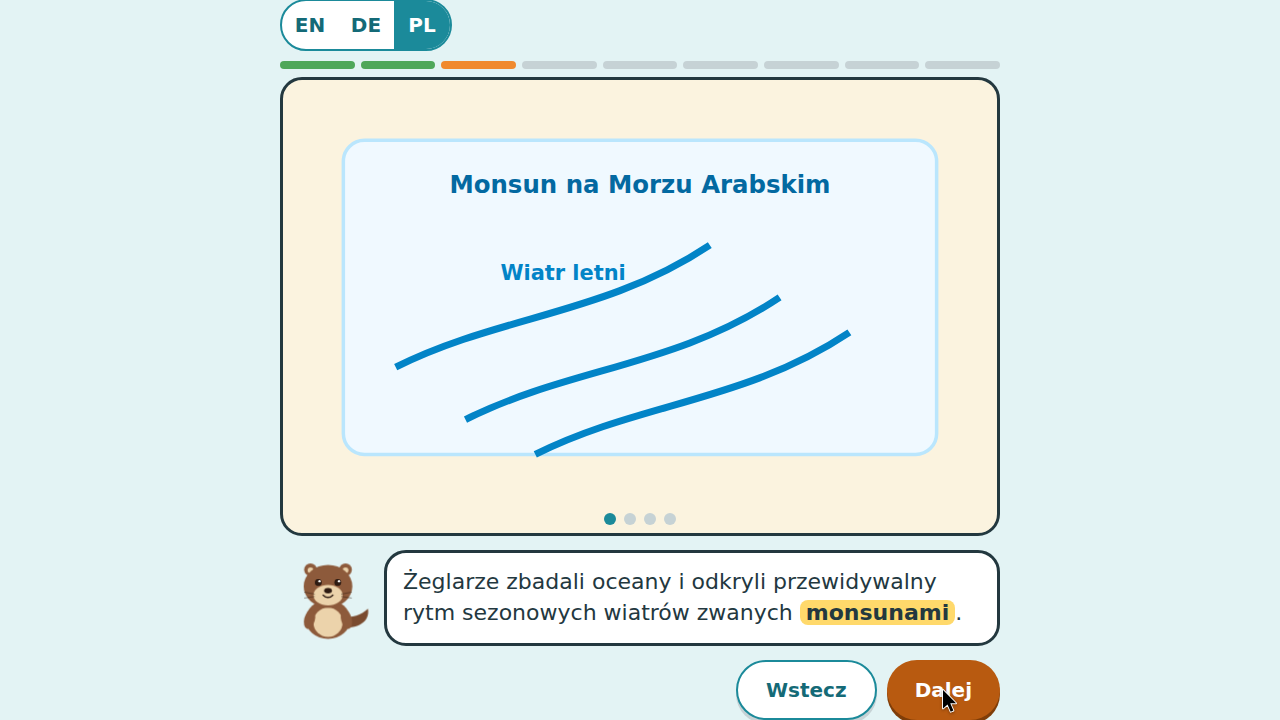 EN DE PL
Monsun na Morzu Arabskim
Wiatr letni
Żeglarze zbadali oceany i odkryli przewidywalny
rytm sezonowych wiatrów zwanych monsunami.
Wstecz Dalej